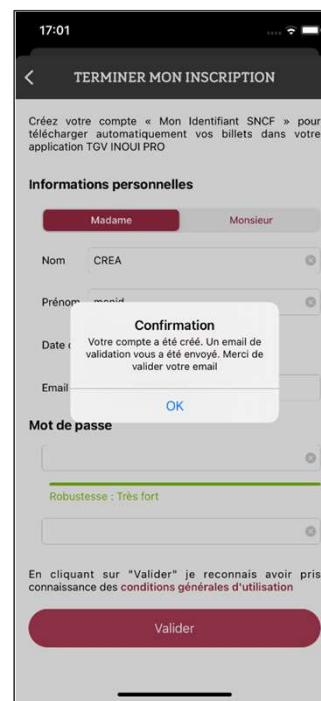 17:01
TERMINER MON INSCRIPTION
Créez votre compte « Mon Identifiant SNCF » pour
télécharger automatiquement vos billets dans votre
application TGV INOUI PRO
Informations personnelles
Madame Monsieur
Nom CREA
Prénom monid
Confirmation
Votre compte a été créé. Un email de
validation vous a été envoyé. Merci de
valider votre email
Date
Email
OK
Mot de passe
Robustesse : Très fort
En cliquant sur "Valider" je reconnais avoir pris
connaissance des conditions générales d'utilisation
Valider